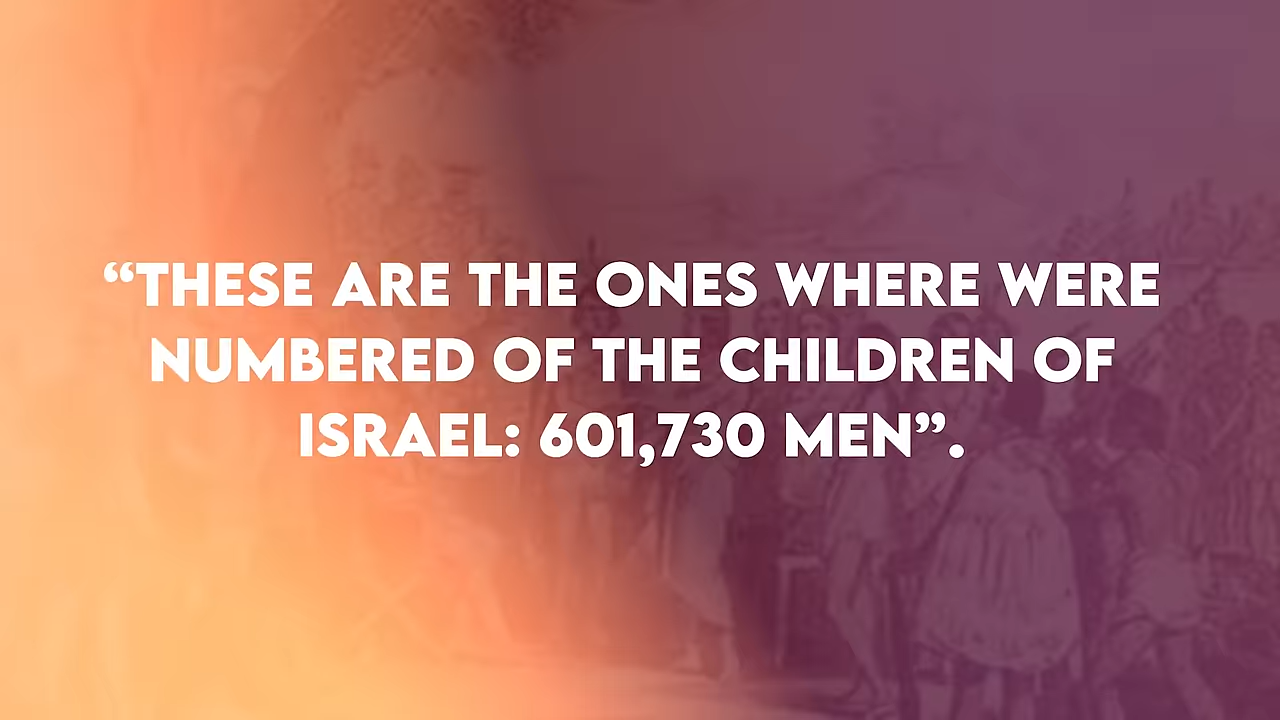 “THESE ARE THE ONES WHERE WERE
NUMBERED OF THE CHILDREN OF
ISRAEL: 601,730 MEN”.